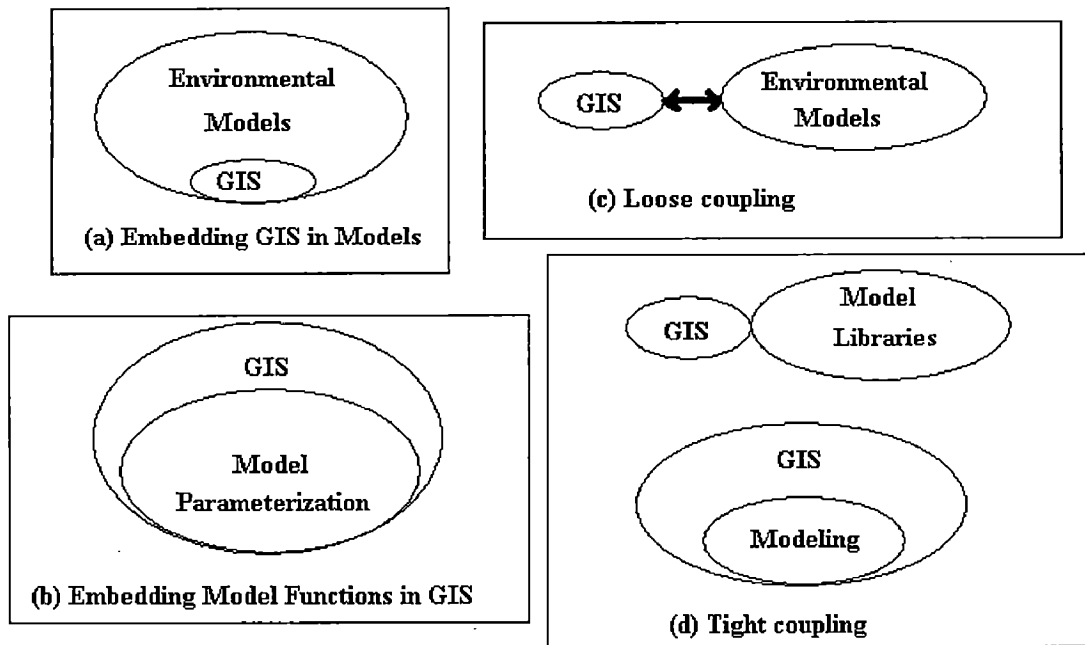 Environmental
Models
GIS
(a) Embedding GIS in Models
GIS
Environmental
Models
(c) Loose coupling
GIS
Model
Parameterization
(b) Embedding Model Functions in GIS
GIS
Model
Libraries
GIS
Modeling
(d) Tight coupling